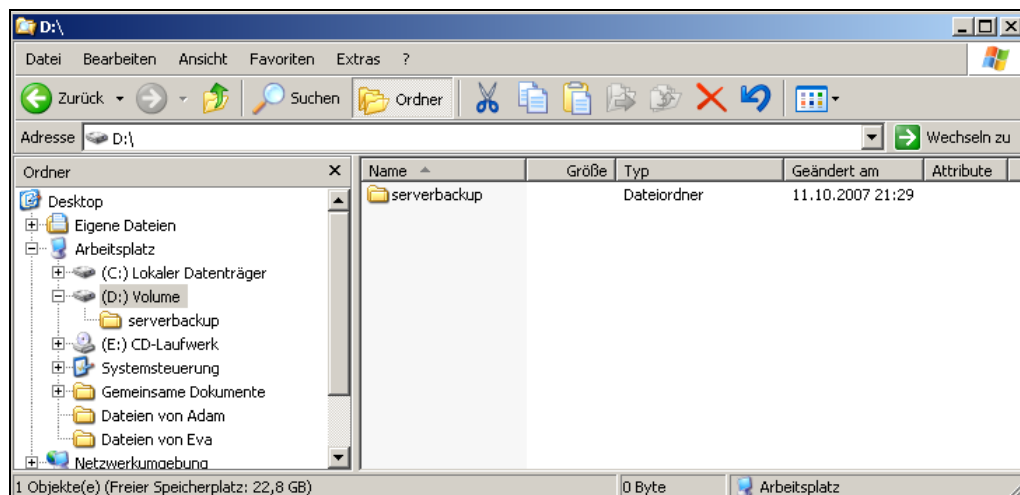 D:\
Datei Bearbeiten Ansicht Favoriten Extras ?
Zurück Suchen Ordner
Adresse D:\ Wechseln zu
Ordner
Desktop
Eigene Dateien
Arbeitsplatz
(C:) Lokaler Datenträger
(D:) Volume
serverbackup
(E:) CD-Laufwerk
Systemsteuerung
Gemeinsame Dokumente
Dateien von Adam
Dateien von Eva
Netzwerkumgebung
Name Größe Typ Geändert am Attribute
serverbackup Dateiordner 11.10.2007 21:29
1 Objekte(e) (Freier Speicherplatz: 22,8 GB) 0 Byte Arbeitsplatz